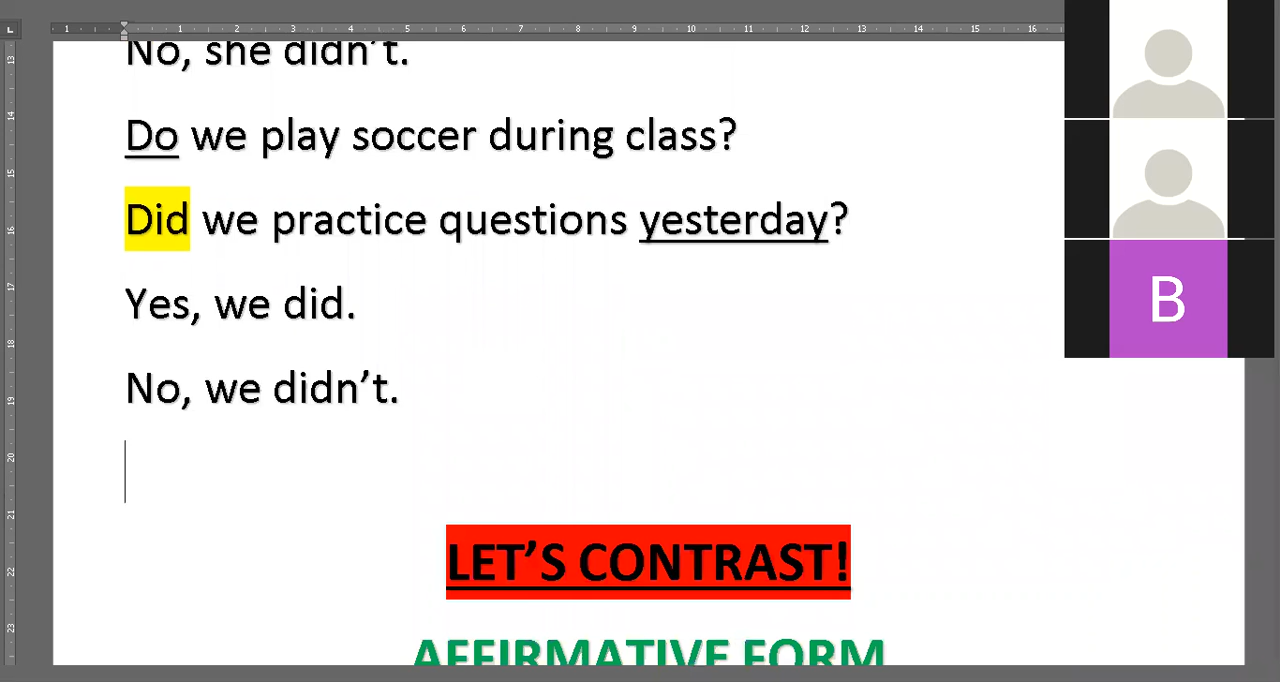 No, she didn't.
Do we play soccer during class?
Did we practice questions yesterday?
Yes, we did.
No, we didn't.
LET'S CONTRAST!
AFFIRMATIVE FORM
B